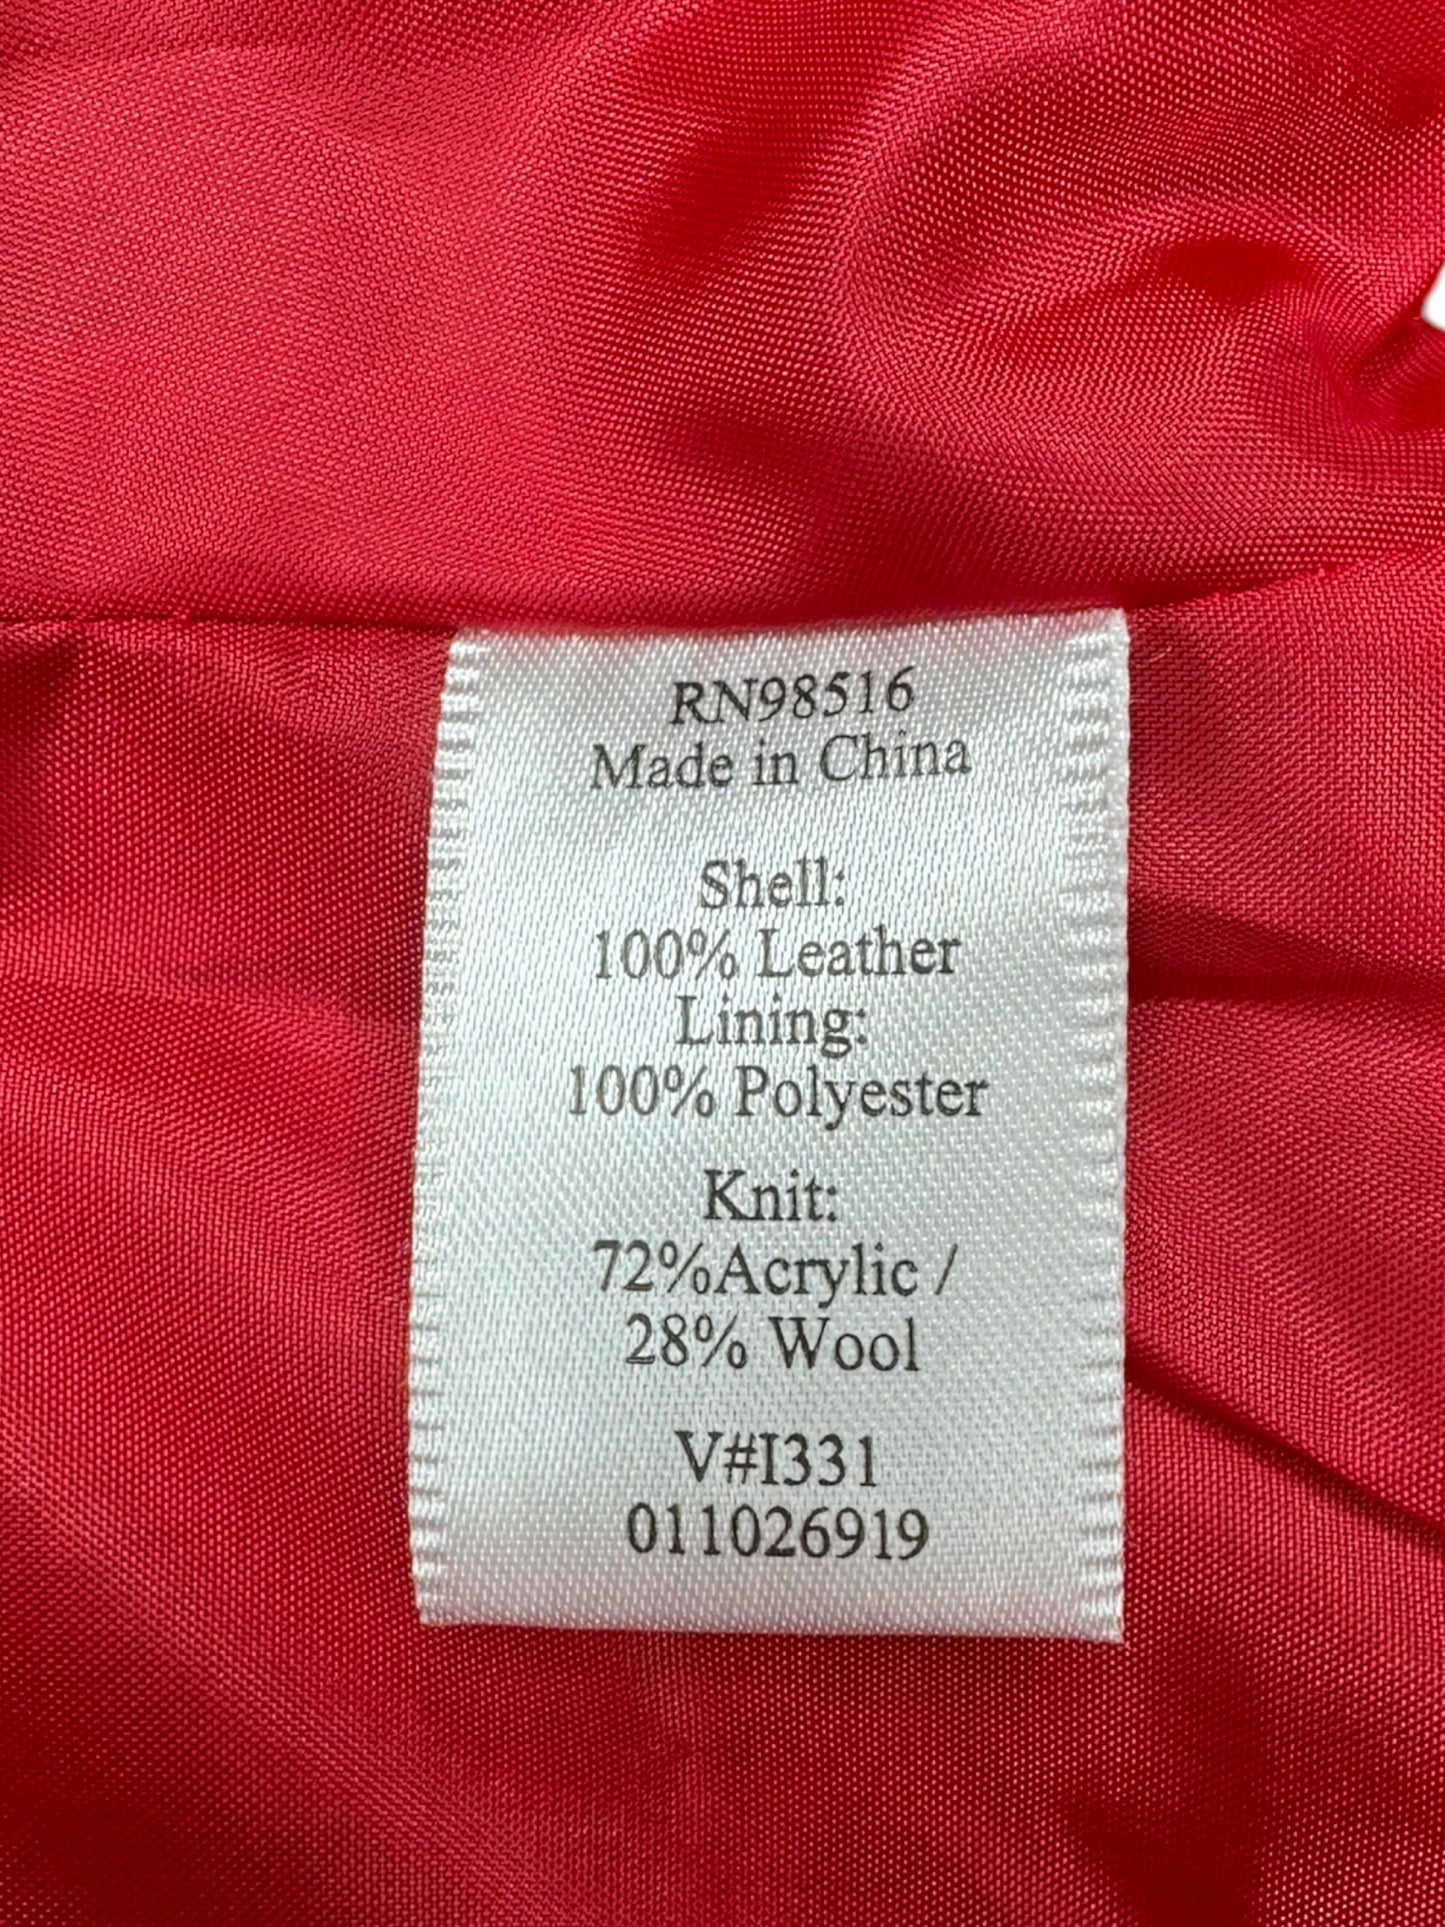 RN98516
Made in China
Shell:
100% Leather
Lining:
100% Polyester
Knit:
72%Acrylic /
28% Wool
V#I331
011026919